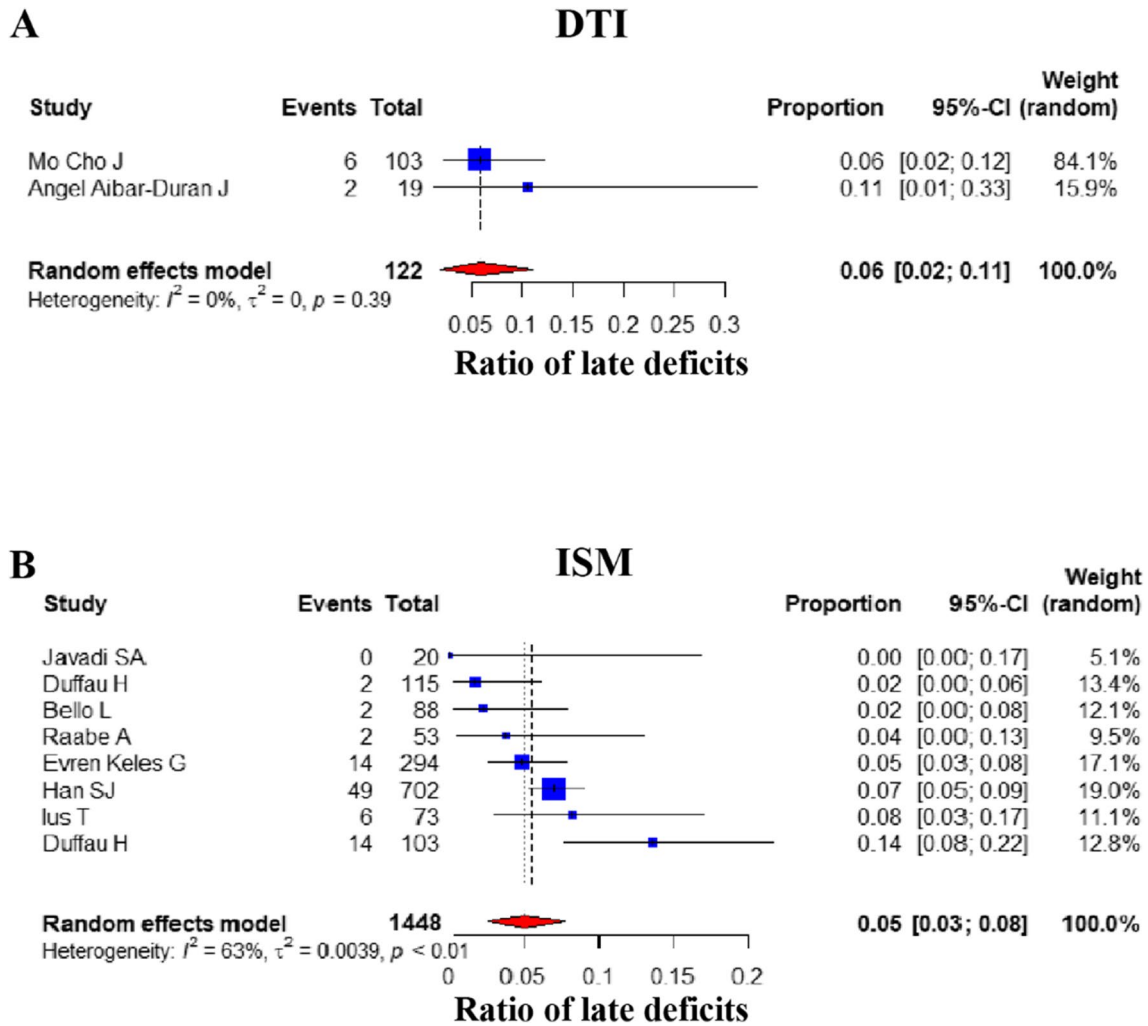 A DTI
Weight
Study Events Total Proportion 95%-CI (random)
Mo Cho J 6 103 0.06 [0.02; 0.12] 84.1%
Angel Aibar-Duran J 2 19 0.11 [0.01; 0.33] 15.9%
Random effects model 122 0.06 [0.02; 0.11] 100.0%
Heterogeneity: I² = 0%, τ² = 0, p = 0.39
0.05 0.1 0.15 0.2 0.25 0.3
Ratio of late deficits
B ISM
Weight
Study Events Total Proportion 95%-CI (random)
Javadi SA. 0 20 0.00 [0.00; 0.17] 5.1%
Duffau H 2 115 0.02 [0.00; 0.06] 13.4%
Bello L 2 88 0.02 [0.00; 0.08] 12.1%
Raabe A 2 53 0.04 [0.00; 0.13] 9.5%
Evren Keles G 14 294 0.05 [0.03; 0.08] 17.1%
Han SJ 49 702 0.07 [0.05; 0.09] 19.0%
Ius T 6 73 0.08 [0.03; 0.17] 11.1%
Duffau H 14 103 0.14 [0.08; 0.22] 12.8%
Random effects model 1448 0.05 [0.03; 0.08] 100.0%
Heterogeneity: I² = 63%, τ² = 0.0039, p < 0.01
0 0.05 0.1 0.15 0.2
Ratio of late deficits